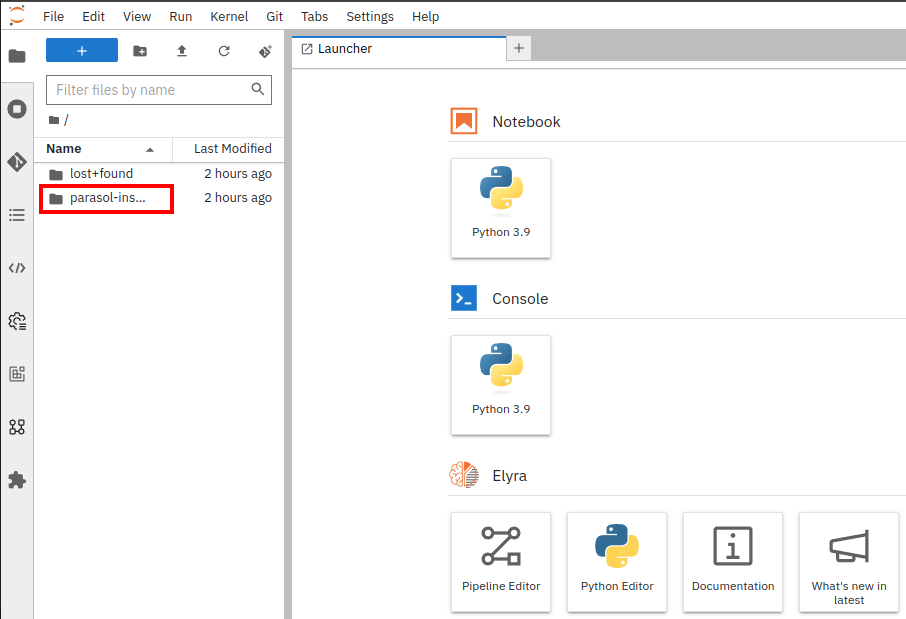 File Edit View Run Kernel Git Tabs Settings Help
+
Filter files by name
/
Name Last Modified
lost+found 2 hours ago
parasol-ins... 2 hours ago
Launcher +
Notebook
Python 3.9
Console
Python 3.9
Elyra
Pipeline Editor Python Editor Documentation What's new in
latest